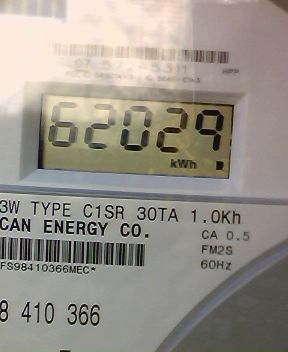 62029
kWh
3W TYPE C1SR 30TA 1.0Kh
CAN ENERGY CO.
CA 0.5
FM2S
60Hz
FS98410366MEC*
8 410 366